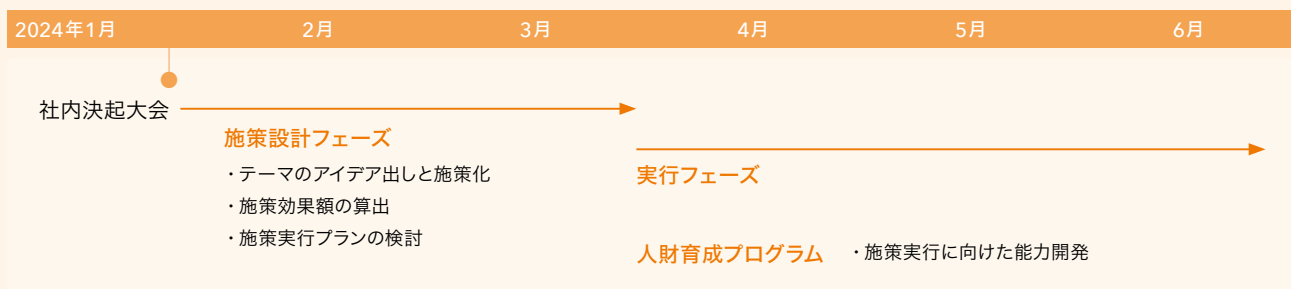 2024年1月 2月 3月 4月 5月 6月
社内決起大会
施策設計フェーズ
・テーマのアイデア出しと施策化
・施策効果額の算出
・施策実行プランの検討
実行フェーズ
人財育成プログラム ・施策実行に向けた能力開発